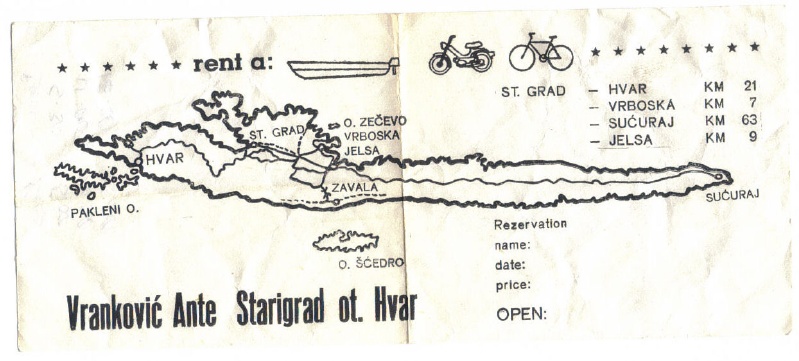 ★ ★ ★ ★ ★ ★ rent a: ★ ★ ★ ★ ★ ★ ★
ST. GRAD – HVAR KM 21
– VRBOSKA KM 7
– SUĆURAJ KM 63
– JELSA KM 9
O. ZEČEVO
ST. GRAD
VRBOSKA
JELSA
HVAR
ZAVALA
PAKLENI O.
SUĆURAJ
O. ŠĆEDRO
Rezervation
name:
date:
price:
OPEN:
Vranković Ante Starigrad ot. Hvar